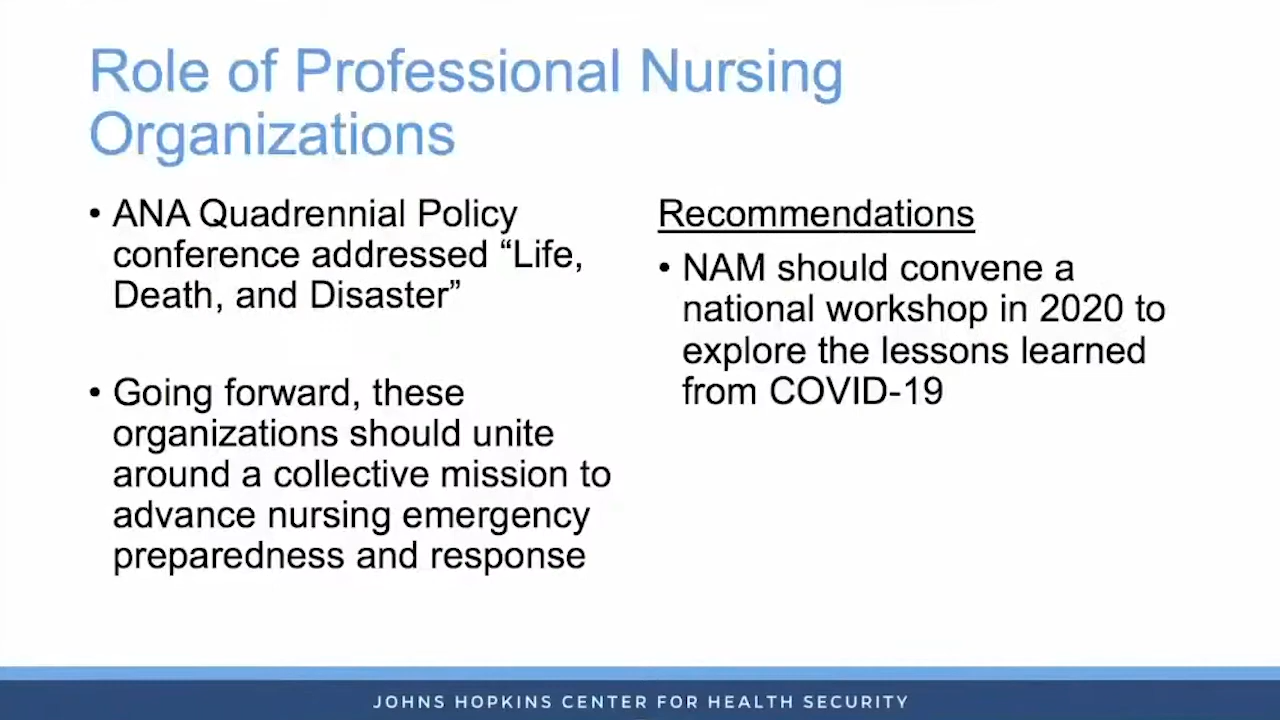 Role of Professional Nursing
Organizations
• ANA Quadrennial Policy
conference addressed “Life,
Death, and Disaster”
• Going forward, these
organizations should unite
around a collective mission to
advance nursing emergency
preparedness and response
Recommendations
• NAM should convene a
national workshop in 2020 to
explore the lessons learned
from COVID-19
JOHNS HOPKINS CENTER FOR HEALTH SECURITY